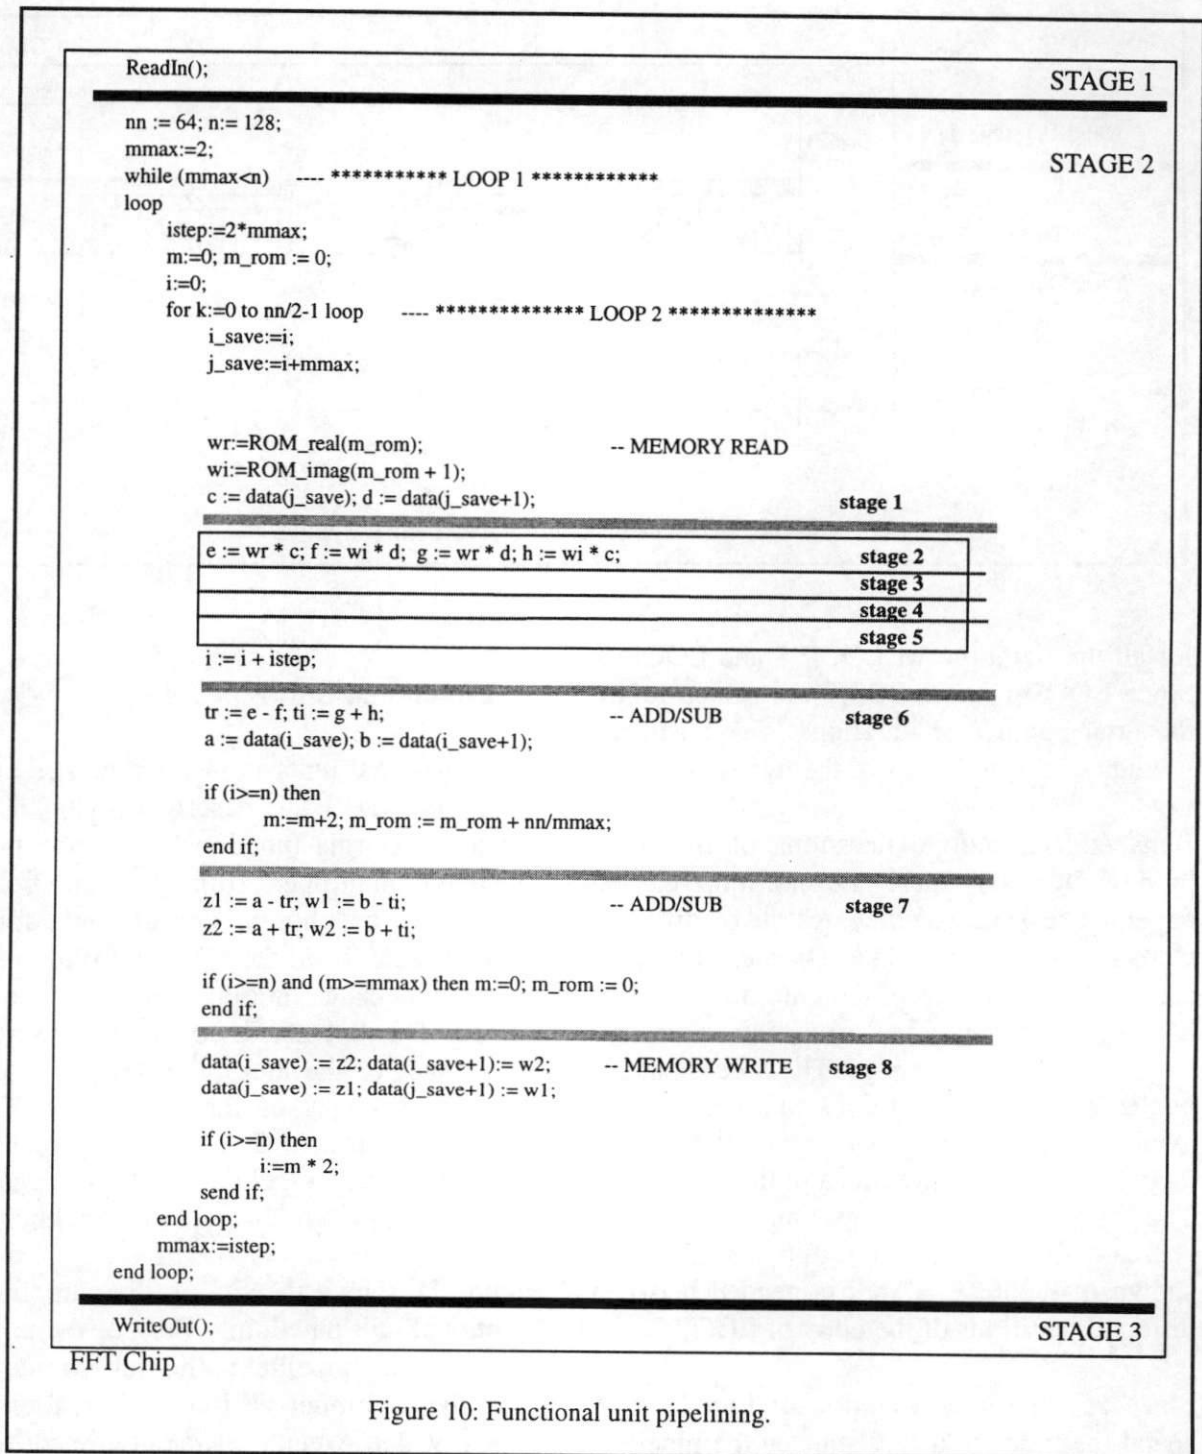 ReadIn(); STAGE 1
nn := 64; n:= 128;
mmax:=2; STAGE 2
while (mmax<n) ---- *********** LOOP 1 ************
loop
istep:=2*mmax;
m:=0; m_rom := 0;
i:=0;
for k:=0 to nn/2-1 loop ---- ************** LOOP 2 **************
i_save:=i;
j_save:=i+mmax;
wr:=ROM_real(m_rom); -- MEMORY READ
wi:=ROM_imag(m_rom + 1);
c := data(j_save); d := data(j_save+1); stage 1
e := wr * c; f := wi * d; g := wr * d; h := wi * c; stage 2
stage 3
stage 4
stage 5
i := i + istep;
tr := e - f; ti := g + h; -- ADD/SUB stage 6
a := data(i_save); b := data(i_save+1);
if (i>=n) then
m:=m+2; m_rom := m_rom + nn/mmax;
end if;
z1 := a - tr; w1 := b - ti; -- ADD/SUB stage 7
z2 := a + tr; w2 := b + ti;
if (i>=n) and (m>=mmax) then m:=0; m_rom := 0;
end if;
data(i_save) := z2; data(i_save+1):= w2; -- MEMORY WRITE stage 8
data(j_save) := z1; data(j_save+1) := w1;
if (i>=n) then
i:=m * 2;
send if;
end loop;
mmax:=istep;
end loop;
WriteOut(); STAGE 3
FFT Chip
Figure 10: Functional unit pipelining.